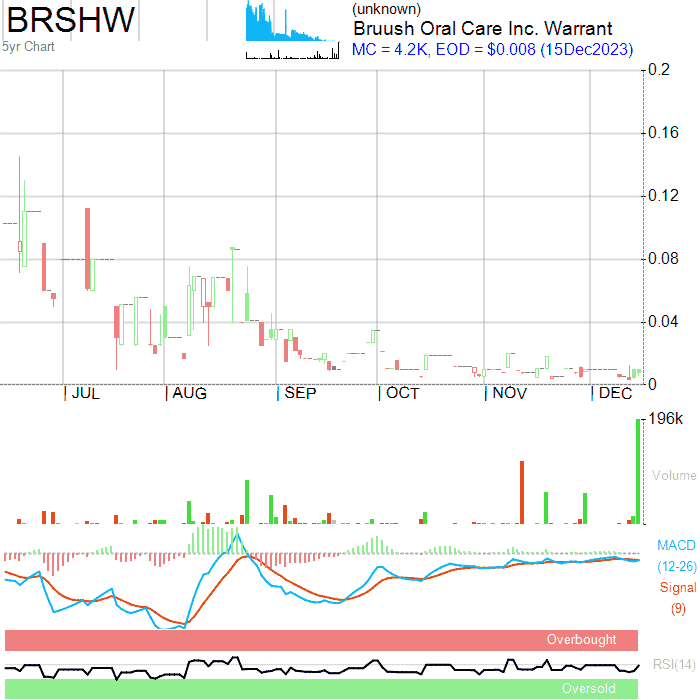 BRSHW
5yr Chart
(unknown)
Bruush Oral Care Inc. Warrant
MC = 4.2K, EOD = $0.008 (15Dec2023)
0.2
0.16
0.12
0.08
0.04
0
JUL AUG SEP OCT NOV DEC
196k
Volume
MACD
(12-26)
Signal
(9)
Overbought
RSI(14)
Oversold